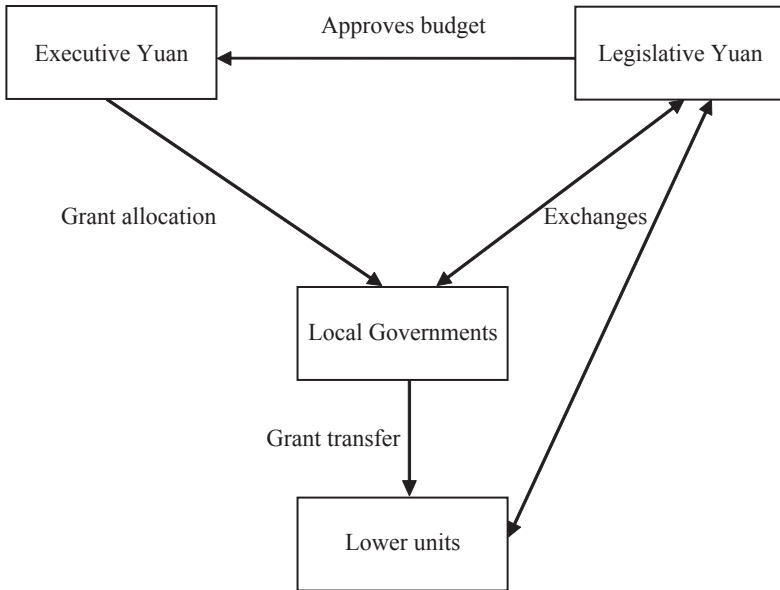 Approves budget
Executive Yuan
Legislative Yuan
Grant allocation
Exchanges
Local Governments
Grant transfer
Lower units